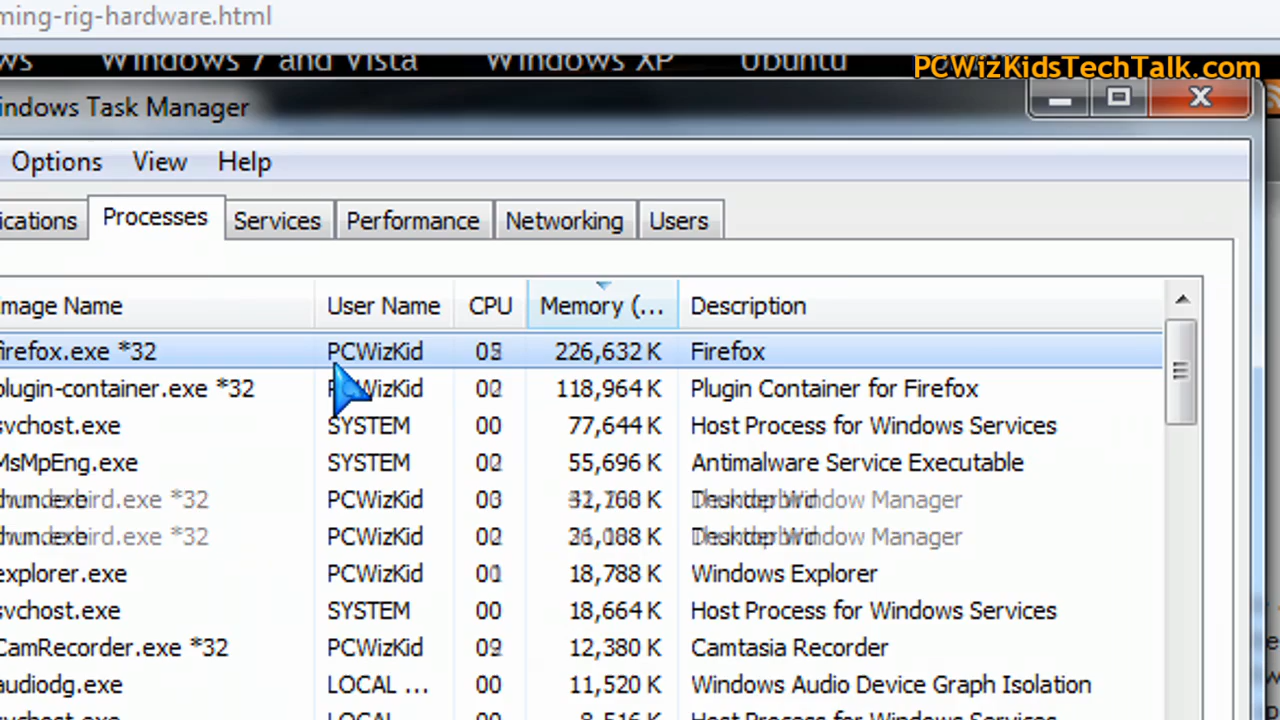 ming-rig-hardware.html
ws Windows 7 and Vista Windows XP Ubuntu
PCWizKidsTechTalk.com
indows Task Manager
Options View Help
ications Processes Services Performance Networking Users
mage Name User Name CPU Memory (... Description
firefox.exe *32 PCWizKid 226,632 K Firefox
plugin-container.exe *32 PCWizKid 02 118,964 K Plugin Container for Firefox
svchost.exe SYSTEM 00 77,644 K Host Process for Windows Services
MsMpEng.exe SYSTEM 55,696 K Antimalware Service Executable
PCWizKid
PCWizKid
explorer.exe PCWizKid 18,788 K Windows Explorer
svchost.exe SYSTEM 00 18,664 K Host Process for Windows Services
CamRecorder.exe *32 PCWizKid 12,380 K Camtasia Recorder
audiodg.exe LOCAL ... 00 11,520 K Windows Audio Device Graph Isolation